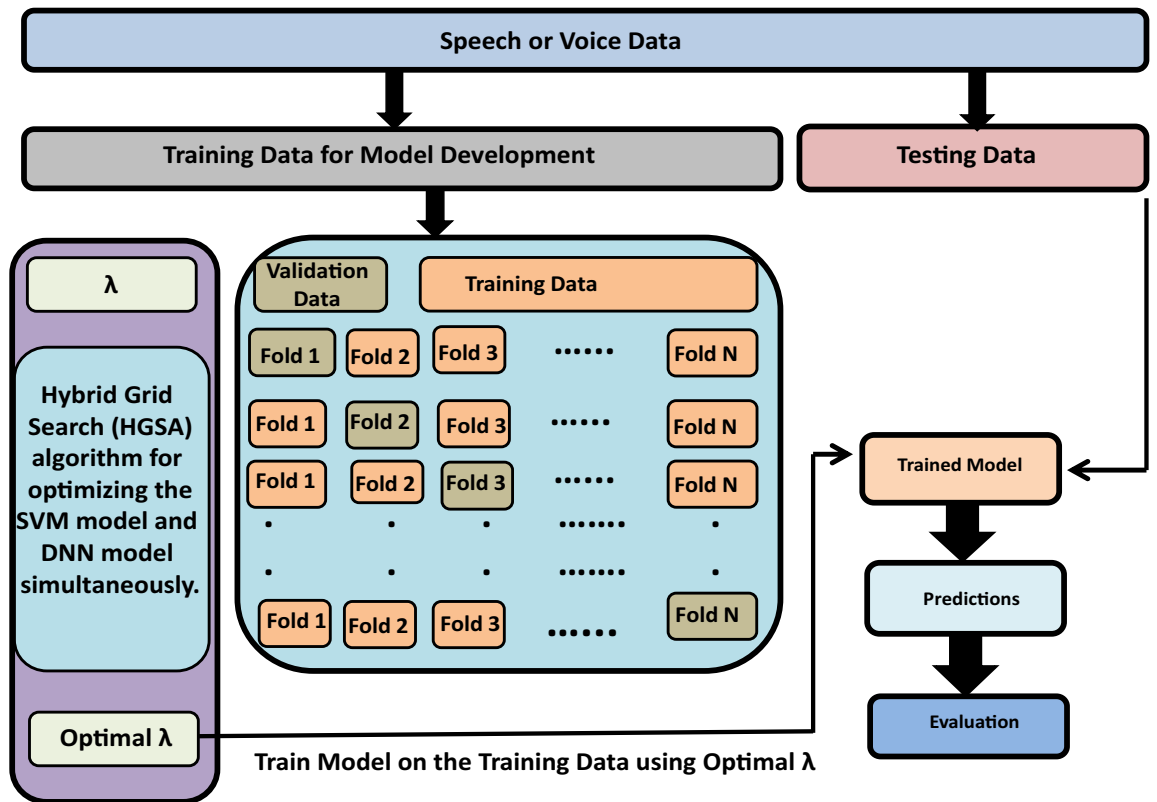 Speech or Voice Data
Training Data for Model Development
Testing Data
λ
Hybrid Grid
Search (HGSA)
algorithm for
optimizing the
SVM model and
DNN model
simultaneously.
Optimal λ
Validation
Data
Training Data
Fold 1 Fold 2 Fold 3 ...... Fold N
Fold 1 Fold 2 Fold 3 ...... Fold N
Fold 1 Fold 2 Fold 3 ...... Fold N
. . . ....... .
. . . ....... .
Fold 1 Fold 2 Fold 3 ...... Fold N
Train Model on the Training Data using Optimal λ
Trained Model
Predictions
Evaluation